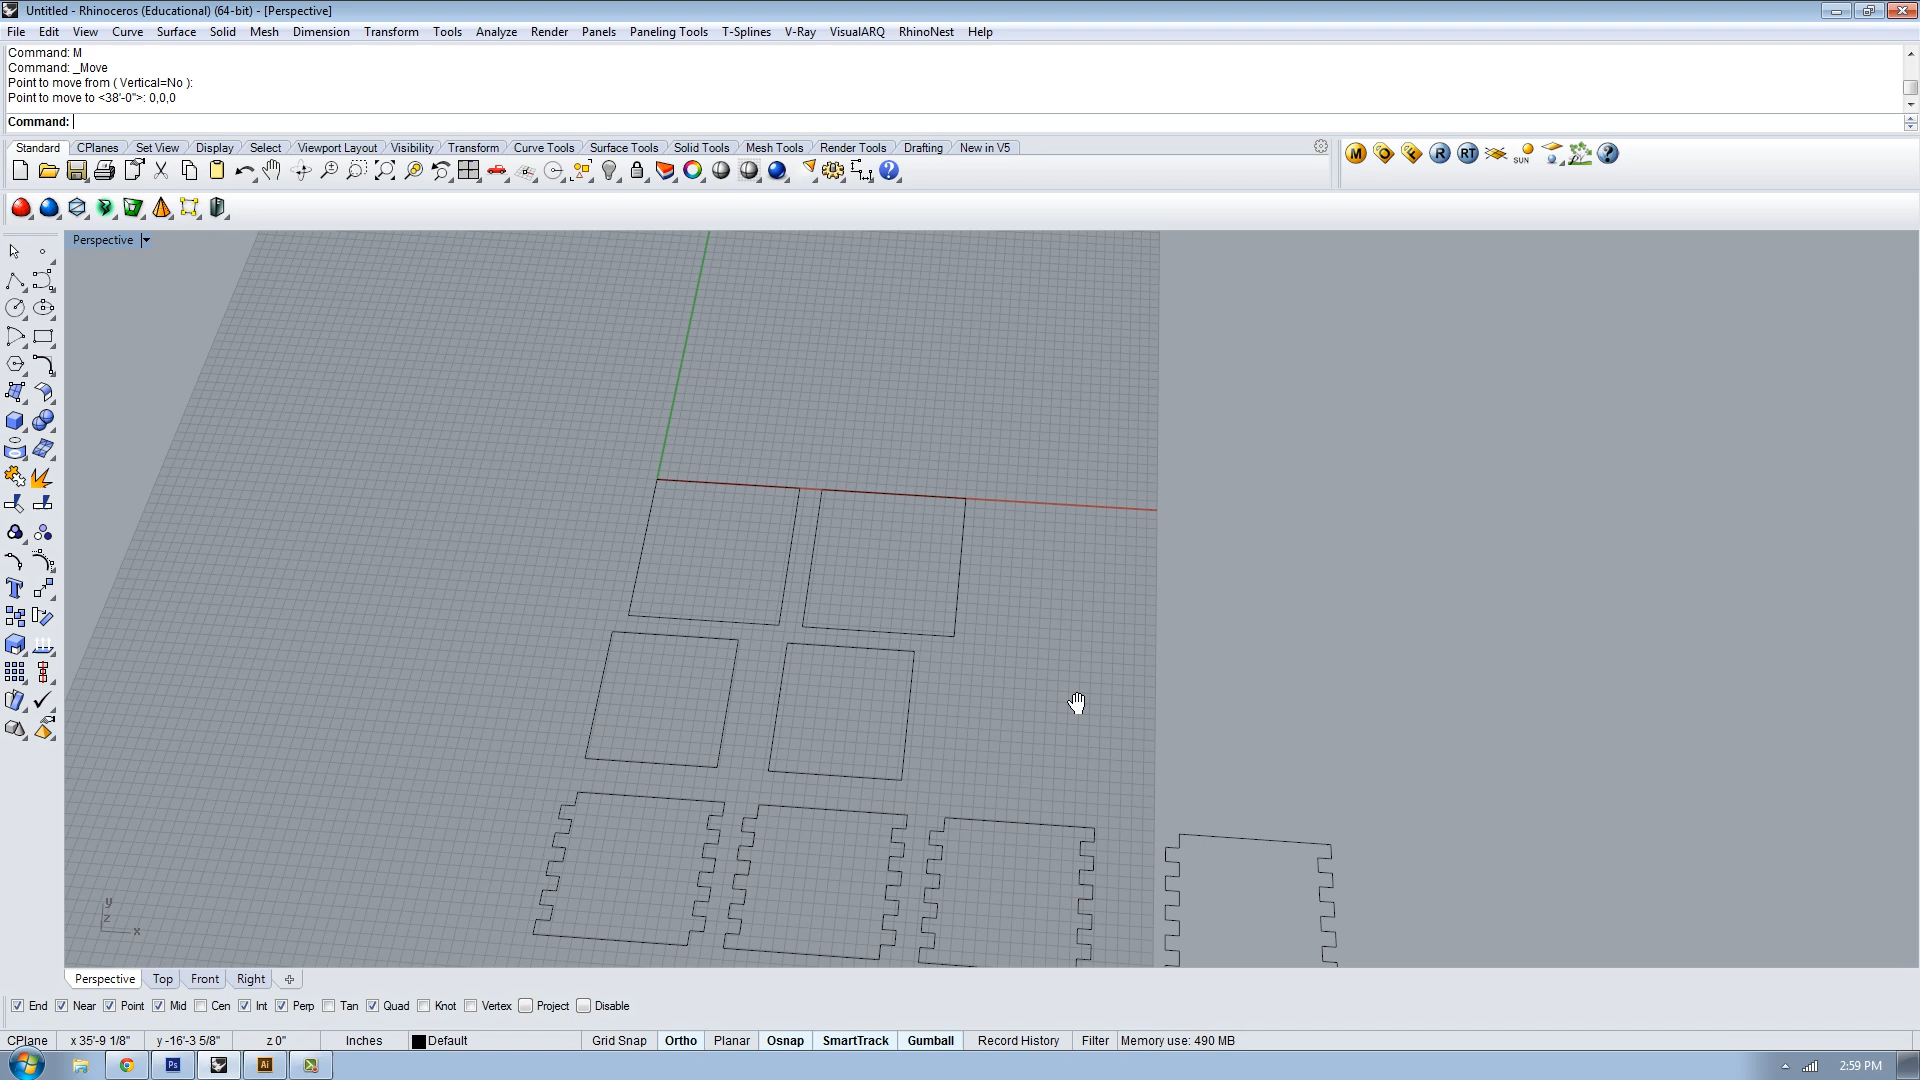 Untitled - Rhinoceros (Educational) (64-bit) - [Perspective]
File Edit View Curve Surface Solid Mesh Dimension Transform Tools Analyze Render Panels Paneling Tools T-Splines V-Ray VisualARQ RhinoNest Help
Command: M
Command: _Move
Point to move from ( Vertical=No ):
Point to move to <38'-0">: 0,0,0
Command:
Standard CPlanes Set View Display Select Viewport Layout Visibility Transform Curve Tools Surface Tools Solid Tools Mesh Tools Render Tools Drafting New in V5
M R RT SUN ?
Perspective
y
z
x
Perspective Top Front Right
End Near Point Mid Cen Int Perp Tan Quad Knot Vertex Project Disable
CPlane x 35'-9 1/8" y -16'-3 5/8" z 0" Inches Default Grid Snap Ortho Planar Osnap SmartTrack Gumball Record History Filter Memory use: 490 MB
Ps Ai 2:59 PM